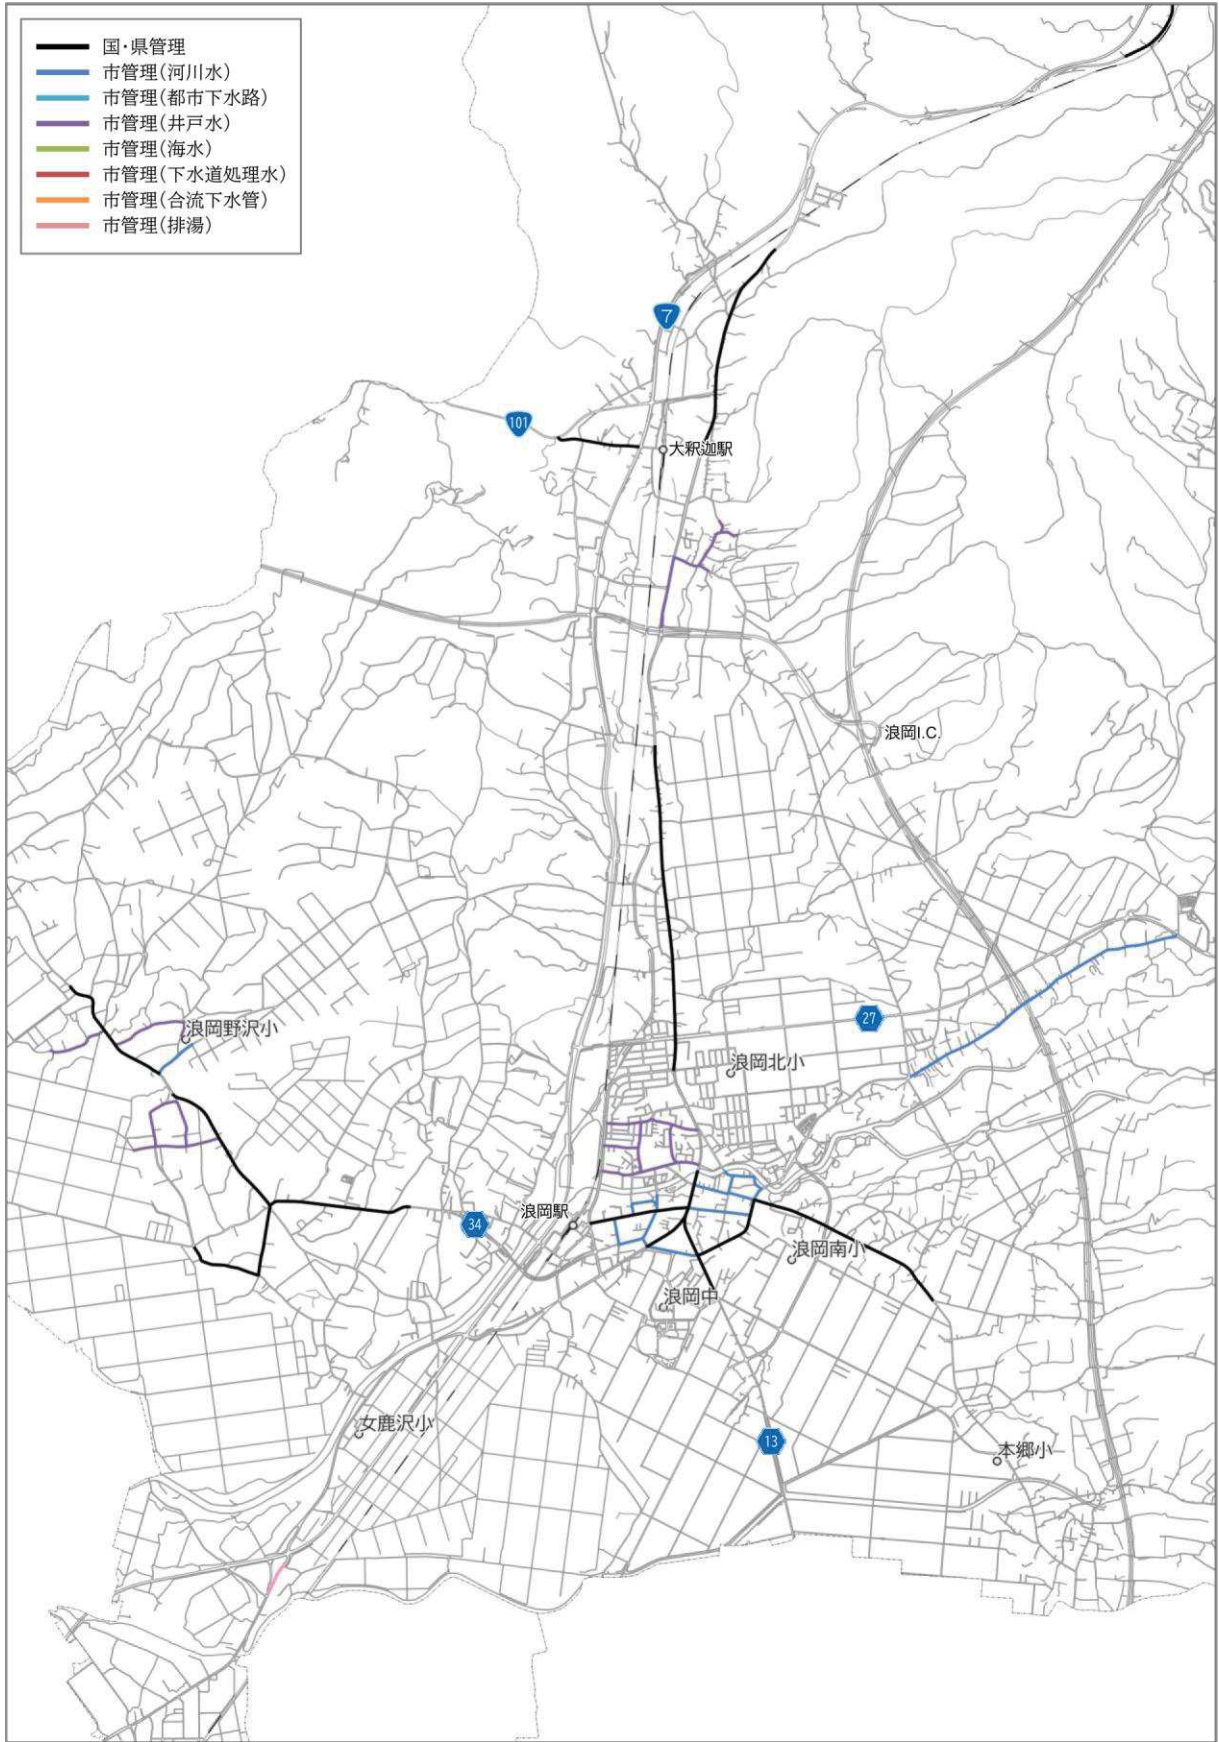 国・県管理
市管理（河川水）
市管理（都市下水路）
市管理（井戸水）
市管理（海水）
市管理（下水道処理水）
市管理（合流下水管）
市管理（排湯）
7
101
大釈迦駅
浪岡I.C.
27
浪岡野沢小
浪岡北小
浪岡駅
34
浪岡南小
浪岡中
女鹿沢小
13
本郷小